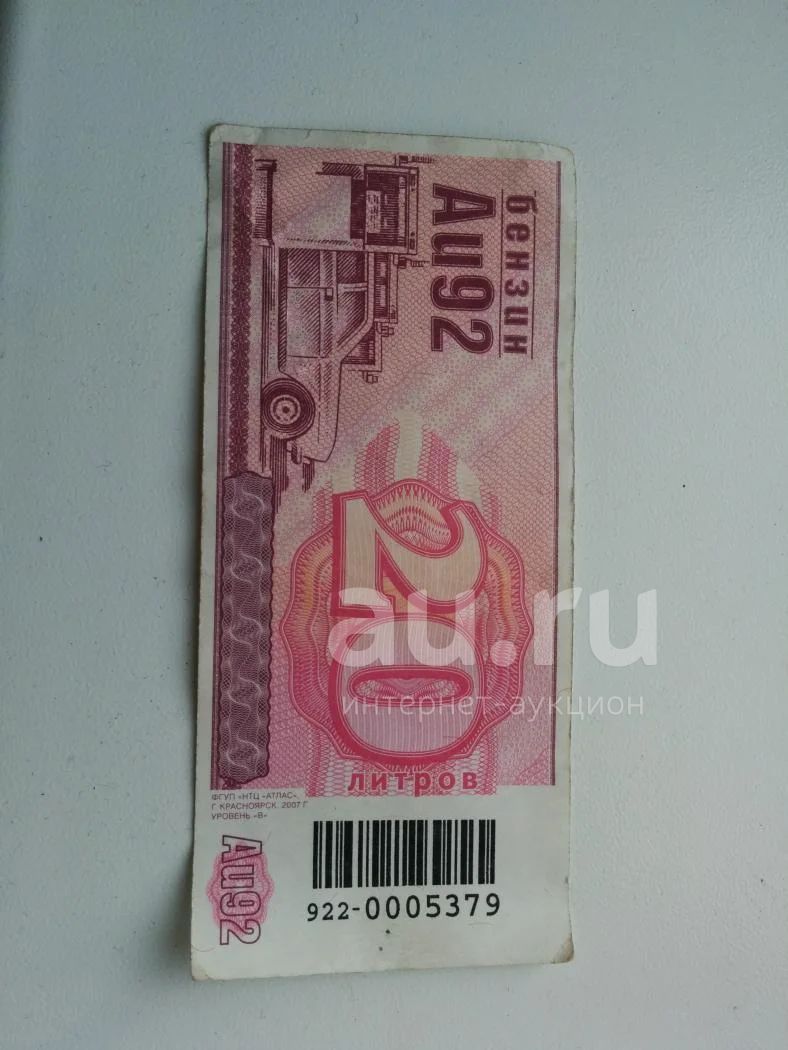 бензин
Аи92
20
литров
ФГУП «НТЦ «АТЛАС»,
Г. КРАСНОЯРСК. 2007 Г
УРОВЕНЬ «В»
Аи92
922-0005379
au.ru
интернет-аукцион